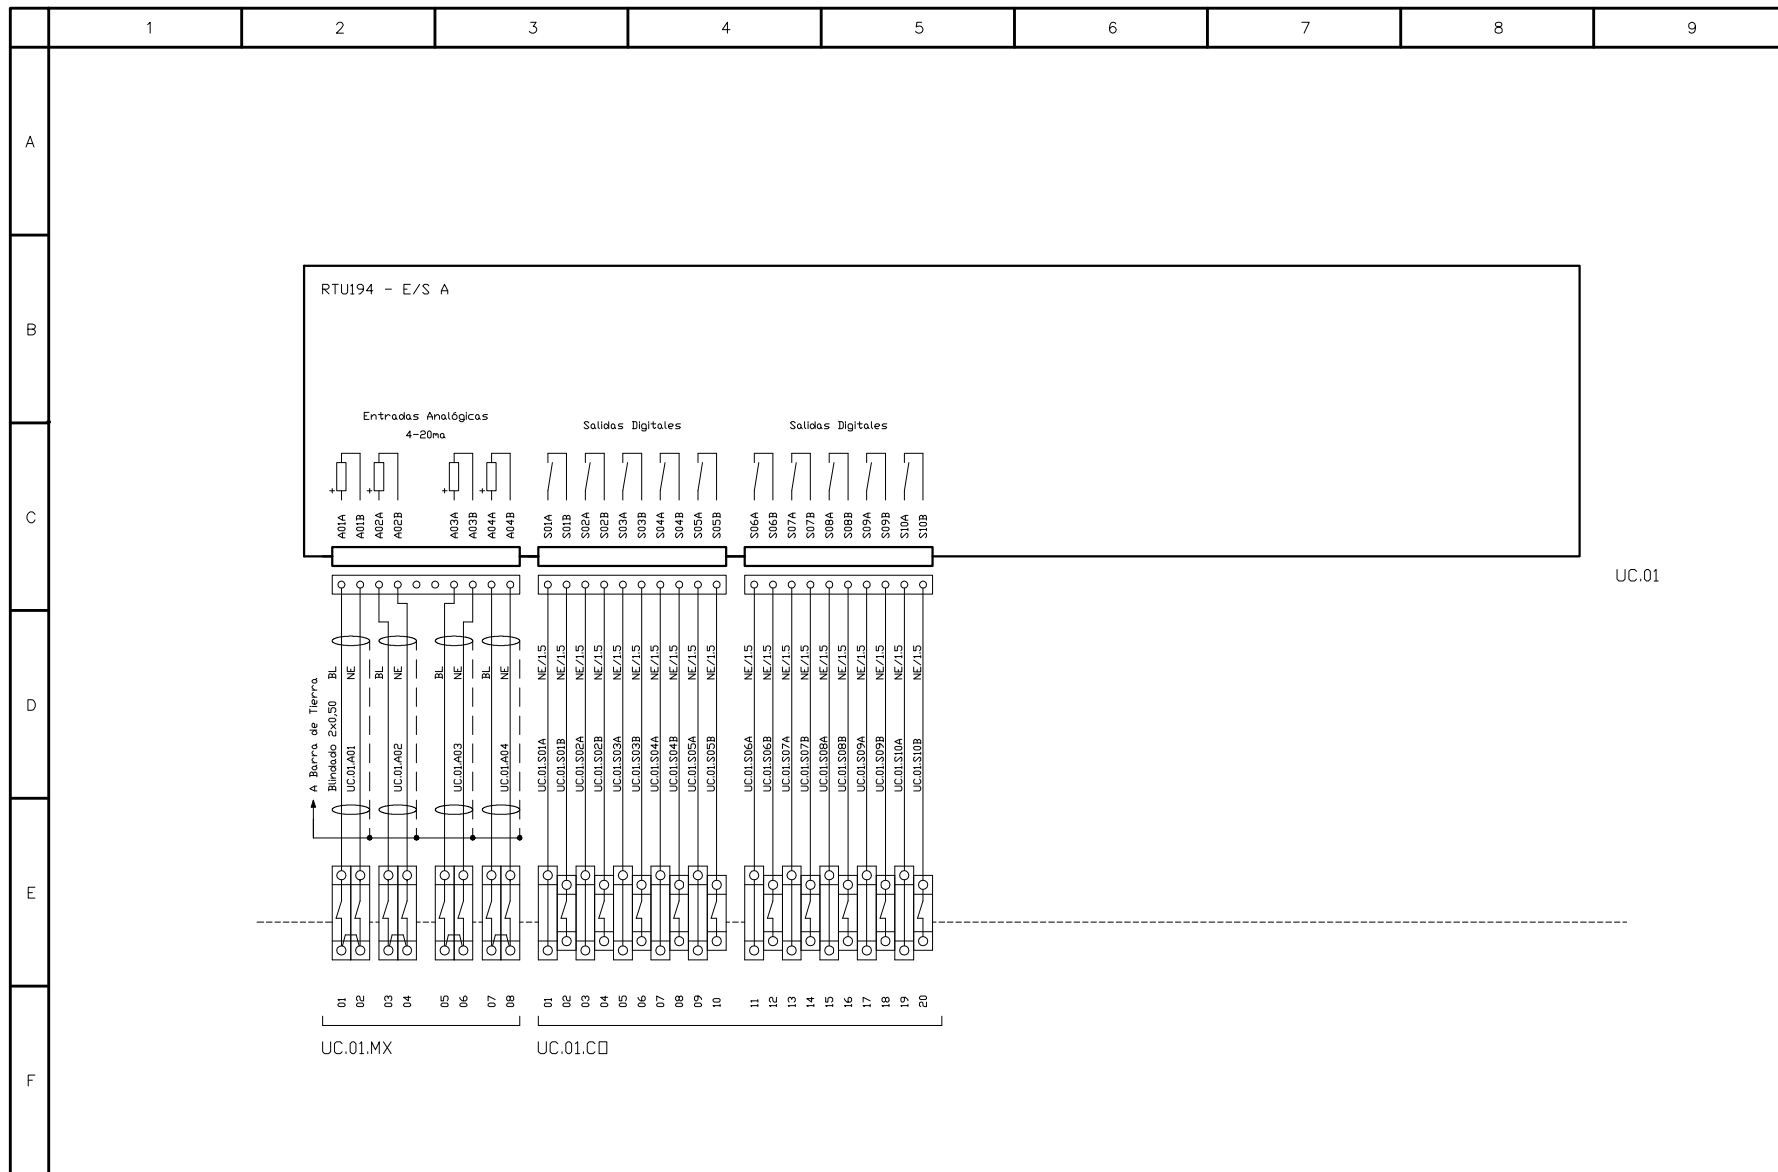 1 2 3 4 5 6 7 8 9
A
B
C
D
E
F
RTU194 - E/S A
Entradas Analógicas
4-20ma
Salidas Digitales
Salidas Digitales
+ + + +
A01A A01B A02A A02B A03A A03B A04A A04B
S01A S01B S02A S02B S03A S03B S04A S04B S05A S05B
S06A S06B S07A S07B S08A S08B S09A S09B S10A S10B
UC.01
A Barra de Tierra
Blindado 2x0,50
BL NE BL NE BL NE BL NE
UC.01.A01 UC.01.A02 UC.01.A03 UC.01.A04
NE/1.5 NE/1.5 NE/1.5 NE/1.5 NE/1.5 NE/1.5 NE/1.5 NE/1.5 NE/1.5 NE/1.5
NE/1.5 NE/1.5 NE/1.5 NE/1.5 NE/1.5 NE/1.5 NE/1.5 NE/1.5 NE/1.5 NE/1.5
UC.01.S01A UC.01.S01B UC.01.S02A UC.01.S02B UC.01.S03A UC.01.S03B UC.01.S04A UC.01.S04B UC.01.S05A UC.01.S05B
UC.01.S06A UC.01.S06B UC.01.S07A UC.01.S07B UC.01.S08A UC.01.S08B UC.01.S09A UC.01.S09B UC.01.S10A UC.01.S10B
01 02 03 04 05 06 07 08
01 02 03 04 05 06 07 08 09 10
11 12 13 14 15 16 17 18 19 20
UC.01.MX
UC.01.CO